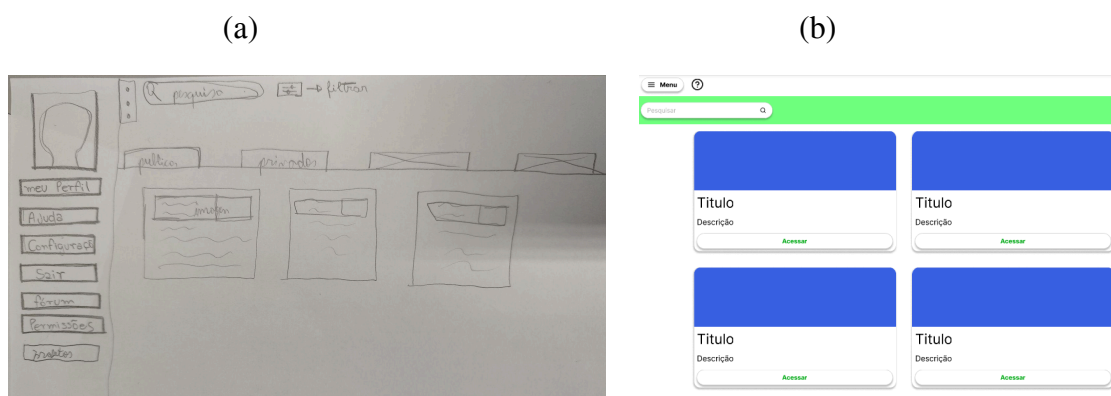 (a)
(b)
pesquisa
→ filtrar
publicos
privados
imagem
meu Perfil
Ajuda
Configuraçõ
Sair
fórum
Permissões
≡ Menu ?
Pesquisar
Titulo
Descrição
Acessar
Titulo
Descrição
Acessar
Titulo
Descrição
Acessar
Titulo
Descrição
Acessar